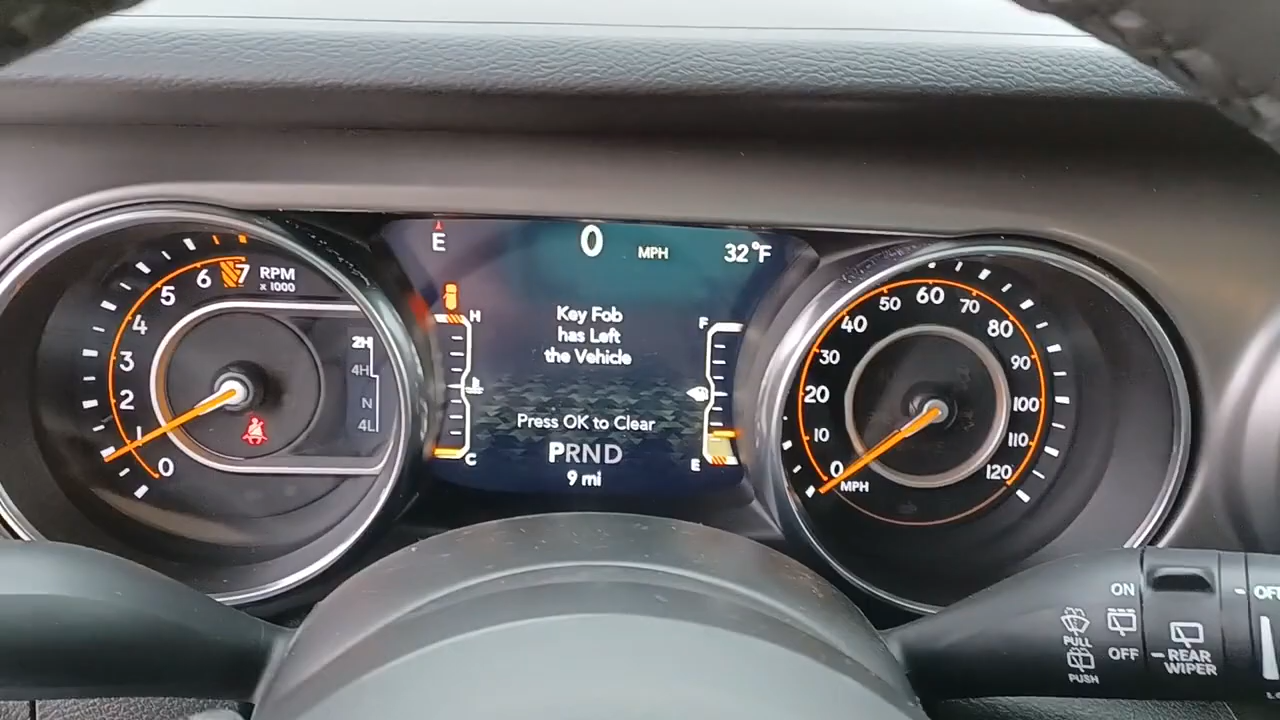 0
1
2
3
4
5
6
7
RPM
x 1000
2H
4H
N
4L
E
0 MPH
32°F
H
C
Key Fob
has Left
the Vehicle
Press OK to Clear
PRND
9 mi
F
E
0
10
20
30
40
50
60
70
80
90
100
110
120
MPH
ON
OFF
PULL
PUSH
REAR
WIPER
OFF